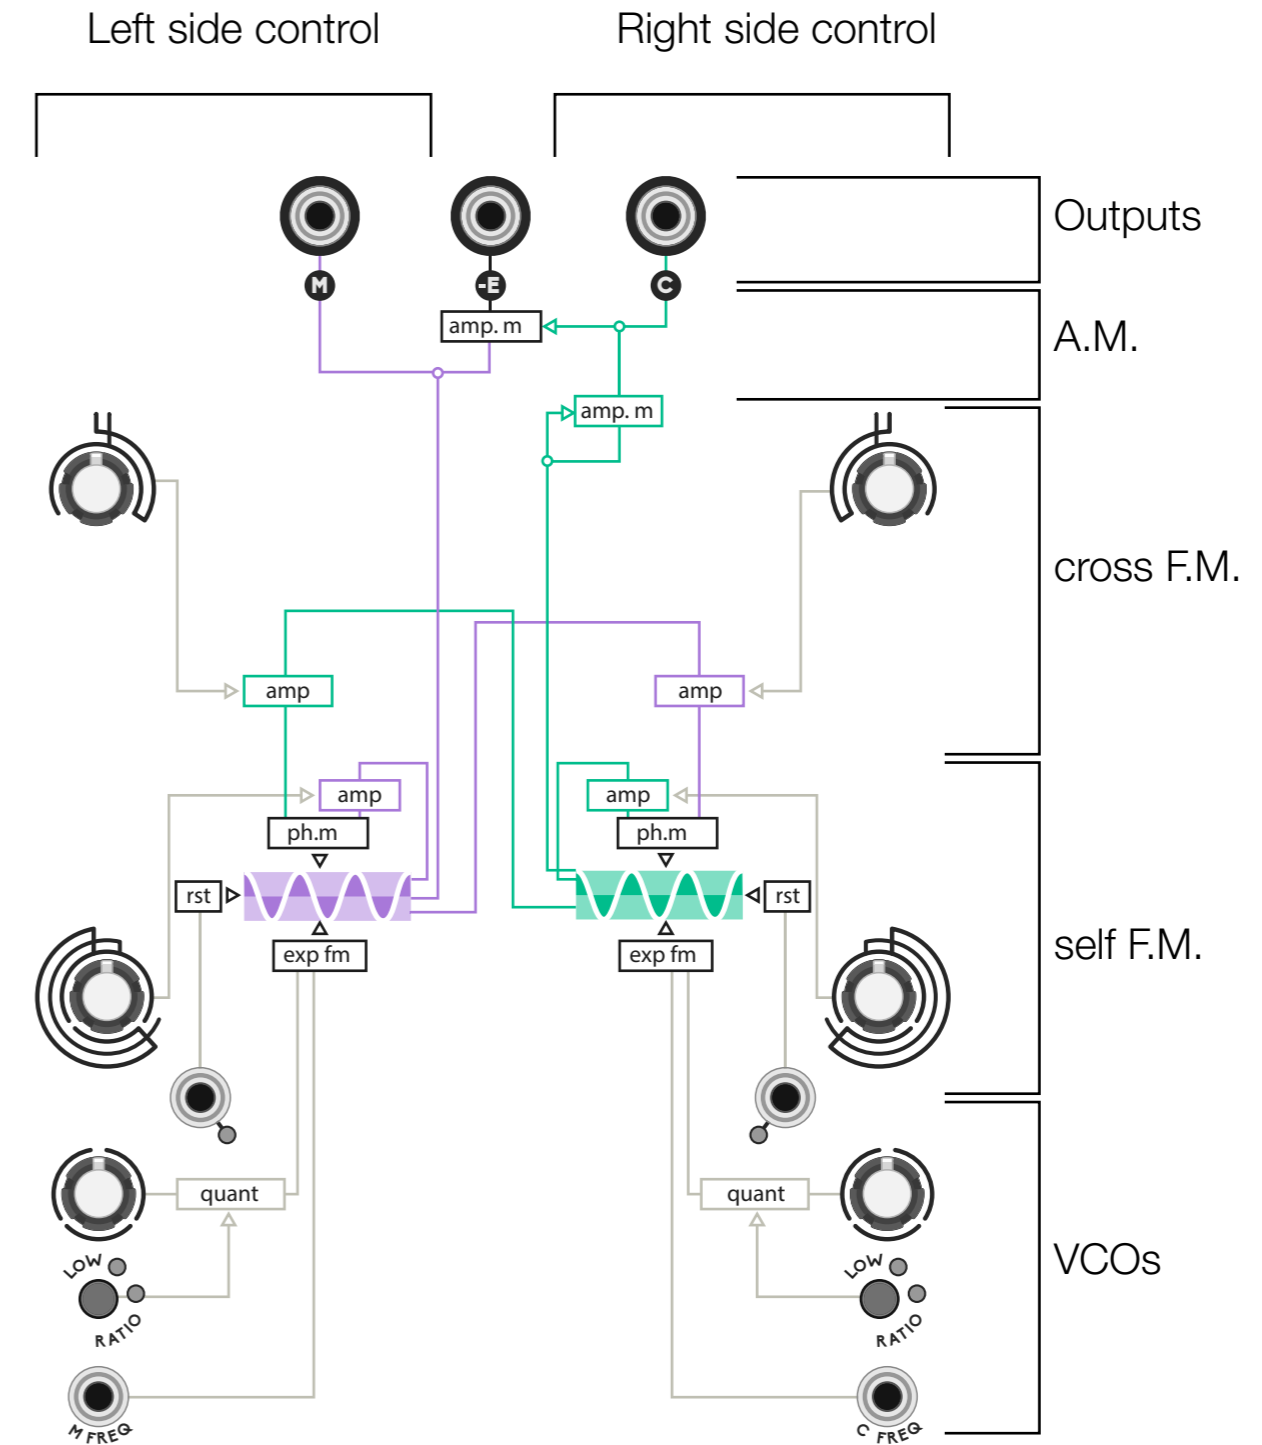 Left side control
Right side control
Outputs
M
-E
C
amp. m
A.M.
amp. m
cross F.M.
amp
amp
amp
amp
ph.m
ph.m
rst
rst
exp fm
exp fm
self F.M.
quant
quant
LOW
LOW
VCOs
RATIO
RATIO
M FREQ
C FREQ